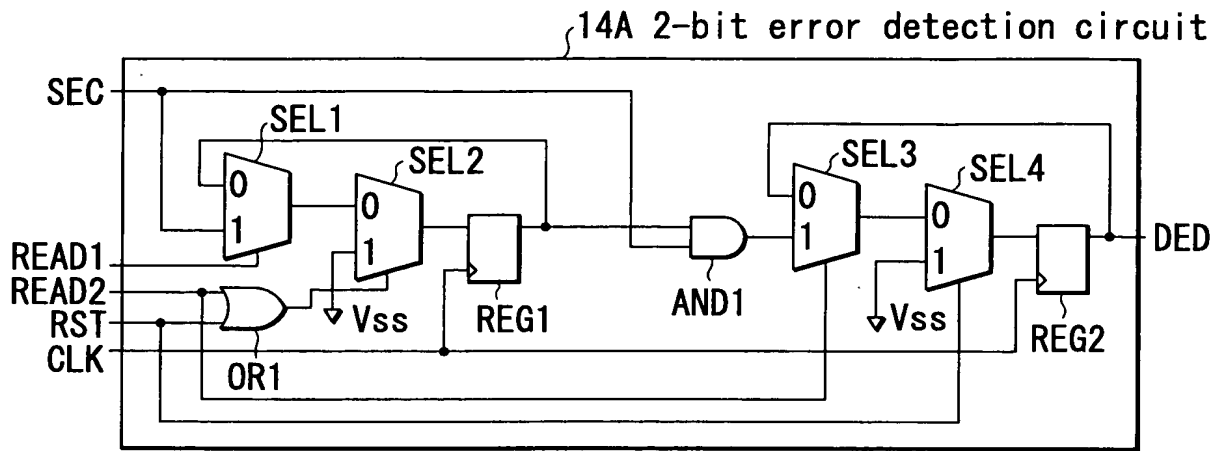 14A 2-bit error detection circuit
SEC
SEL1
SEL2
SEL3
SEL4
0
1
0
1
0
1
0
1
READ1
READ2
RST
CLK
OR1
Vss
REG1
AND1
Vss
REG2
DED